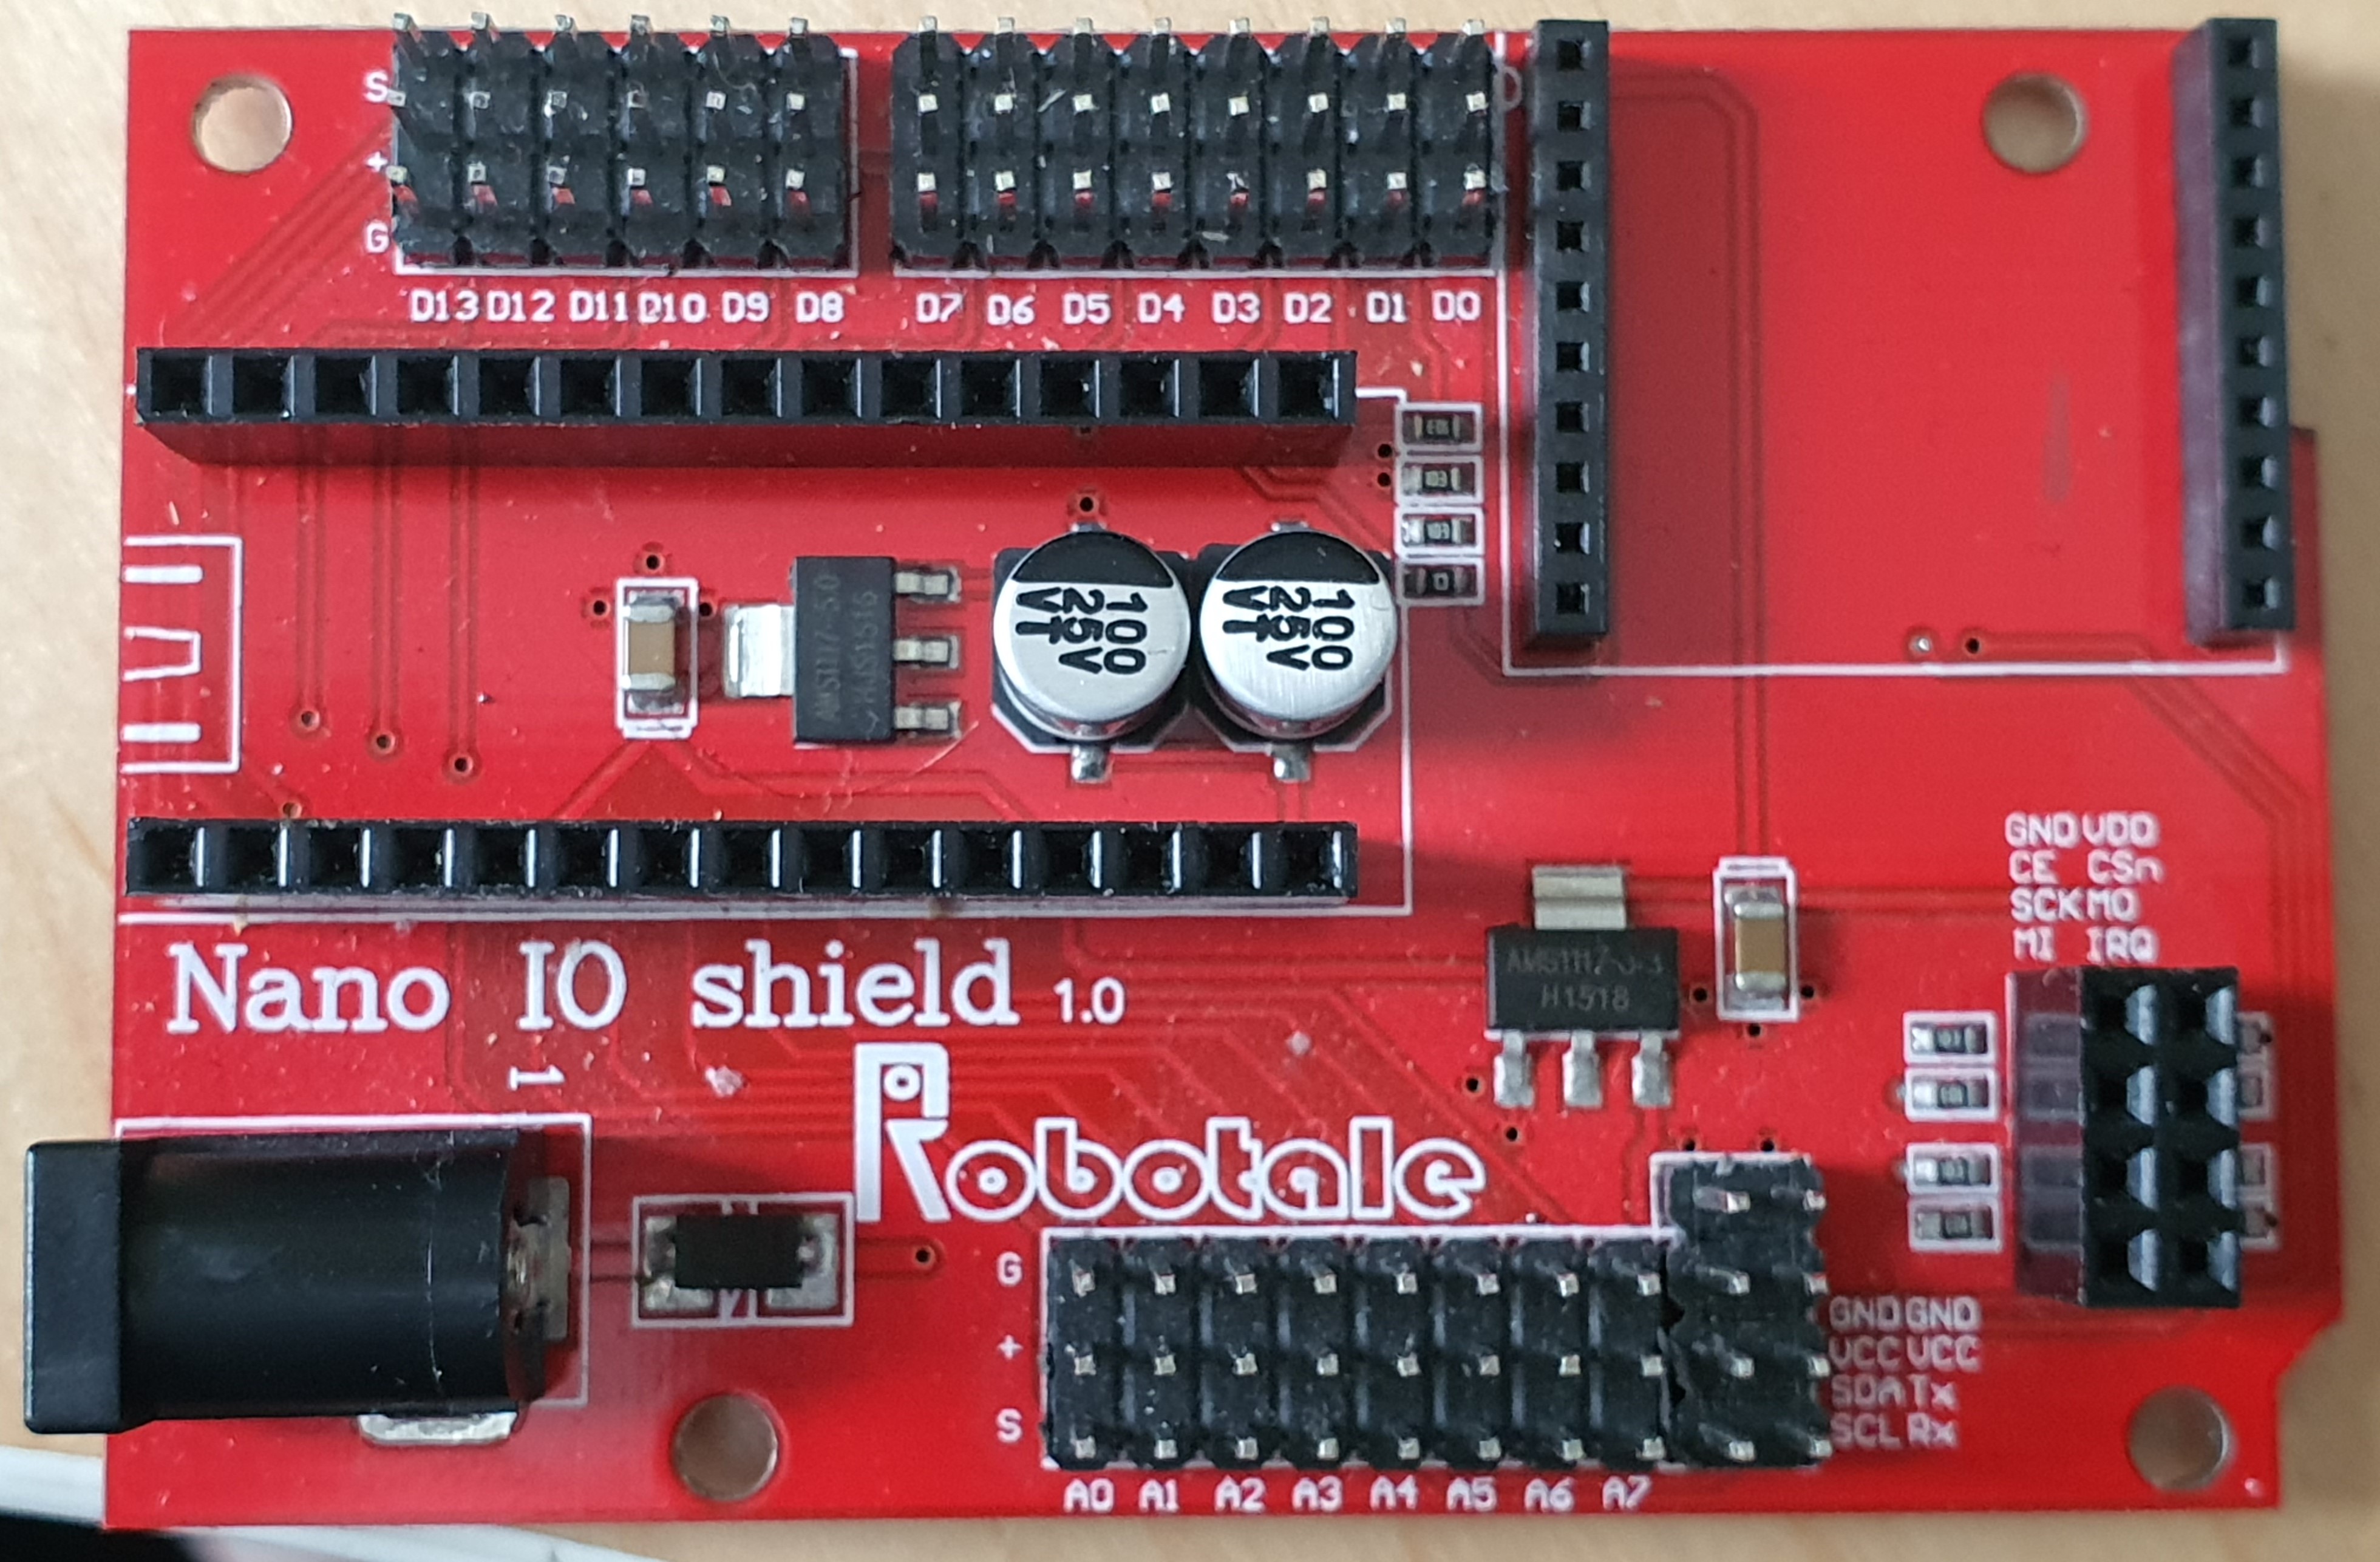 S
+
G
D13 D12 D11 D10 D9 D8 D7 D6 D5 D4 D3 D2 D1 D0
103
103
103
AMS1117-5.0
100
25V
VT
100
25V
VT
GND VDD
CE CSn
SCK MO
MI IRQ
Nano IO shield 1.0
AMS1117-3.3
H1518
1
Robotale
G
+
S
GND GND
VCC VCC
SDA Tx
SCL Rx
A0 A1 A2 A3 A4 A5 A6 A7